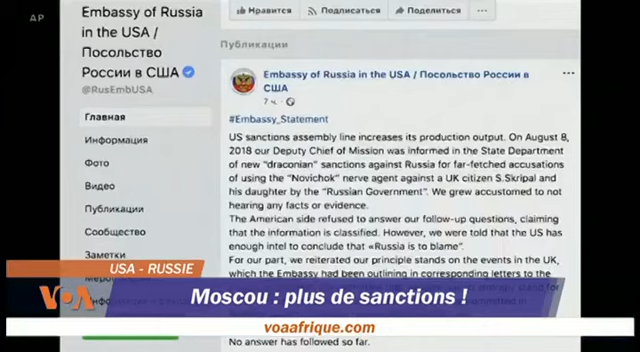 AP
Embassy of Russia
in the USA /
Посольство
России в США
@RusEmbUSA
Главная
Информация
Фото
Видео
Публикации
Сообщество
Заметки
Нравится
Подписаться
Поделиться
...
Публикации
Embassy of Russia in the USA / Посольство России в
США
7 ч. ·
#Embassy_Statement
US sanctions assembly line increases its production output. On August 8,
2018 our Deputy Chief of Mission was informed in the State Department
of new "draconian" sanctions against Russia for far-fetched accusations
of using the "Novichok" nerve agent against a UK citizen S.Skripal and
his daughter by the "Russian Government". We grew accustomed to not
hearing any facts or evidence.
The American side refused to answer our follow-up questions, claiming
that the information is classified. However, we were told that the US has
enough intel to conclude that «Russia is to blame".
For our part, we reiterated our principle stands on the events in the UK,
which the Embassy had been outlining in corresponding letters to the
No answer has followed so far.
USA - RUSSIE
VOA
Moscou : plus de sanctions !
voaafrique.com